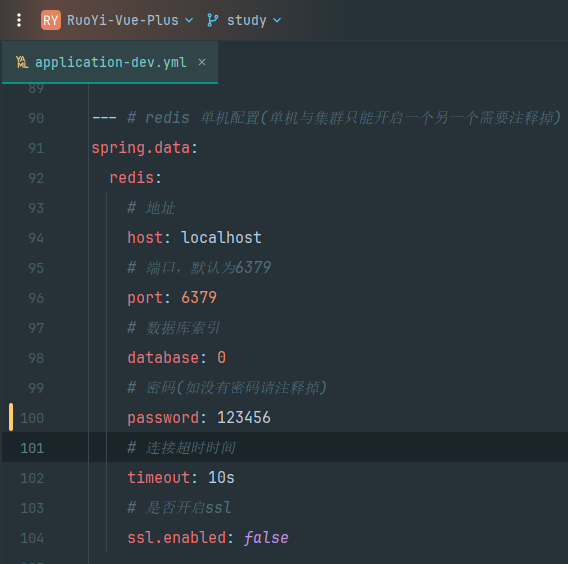 RY RuoYi-Vue-Plus study
application-dev.yml ×
89
90 --- # redis 单机配置(单机与集群只能开启一个另一个需要注释掉)
91 spring.data:
92 redis:
93 # 地址
94 host: localhost
95 # 端口，默认为6379
96 port: 6379
97 # 数据库索引
98 database: 0
99 # 密码(如没有密码请注释掉)
100 password: 123456
101 # 连接超时时间
102 timeout: 10s
103 # 是否开启ssl
104 ssl.enabled: false